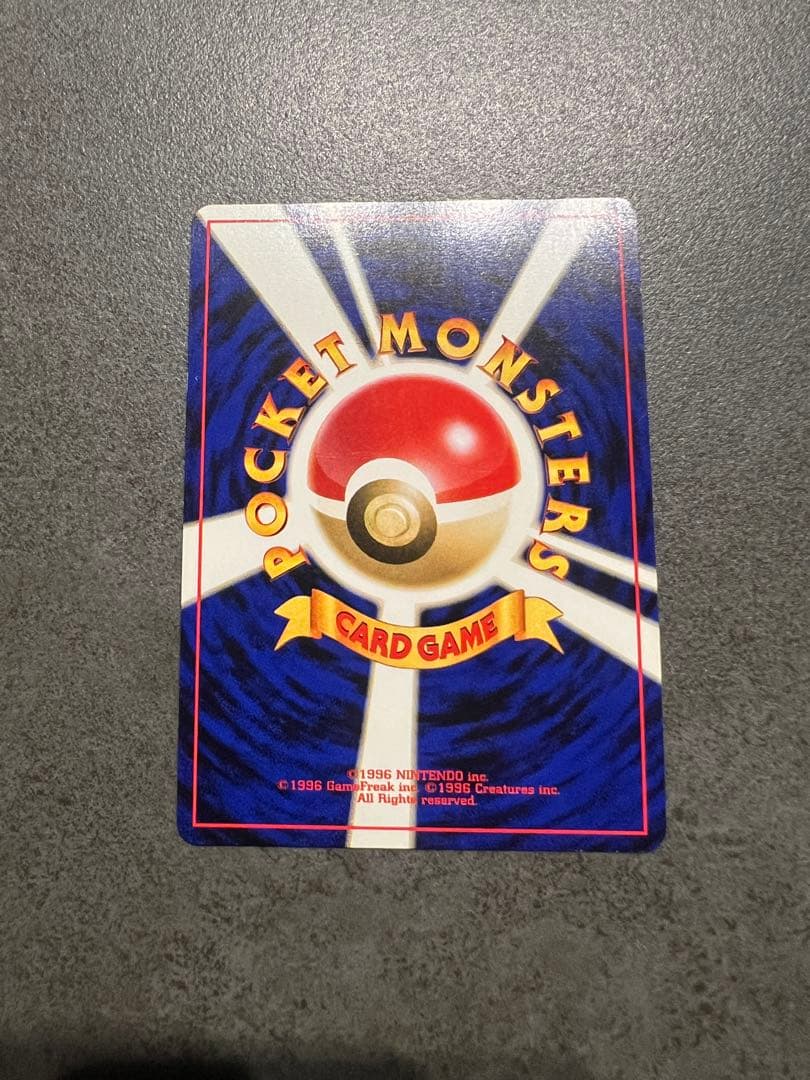 POCKET MONSTERS
CARD GAME
©1996 NINTENDO inc.
©1996 GameFreak inc. ©1996 Creatures inc.
All Rights reserved.